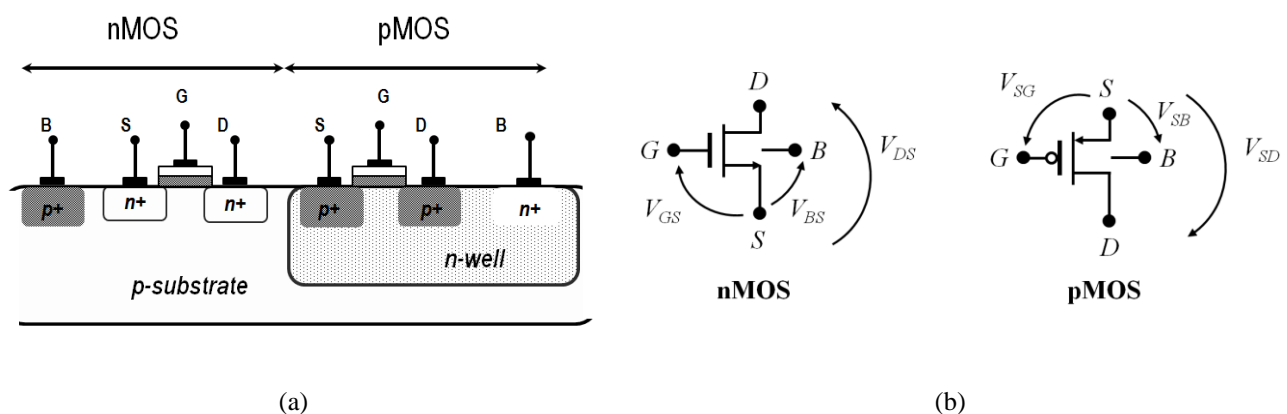 nMOS pMOS
G G
B S D S D B
p+ n+ n+ p+ p+ n+
n-well
p-substrate
(a)
D
G B
V_DS
V_GS V_BS
S
nMOS
V_SG S
V_SB
G B
V_SD
D
pMOS
(b)